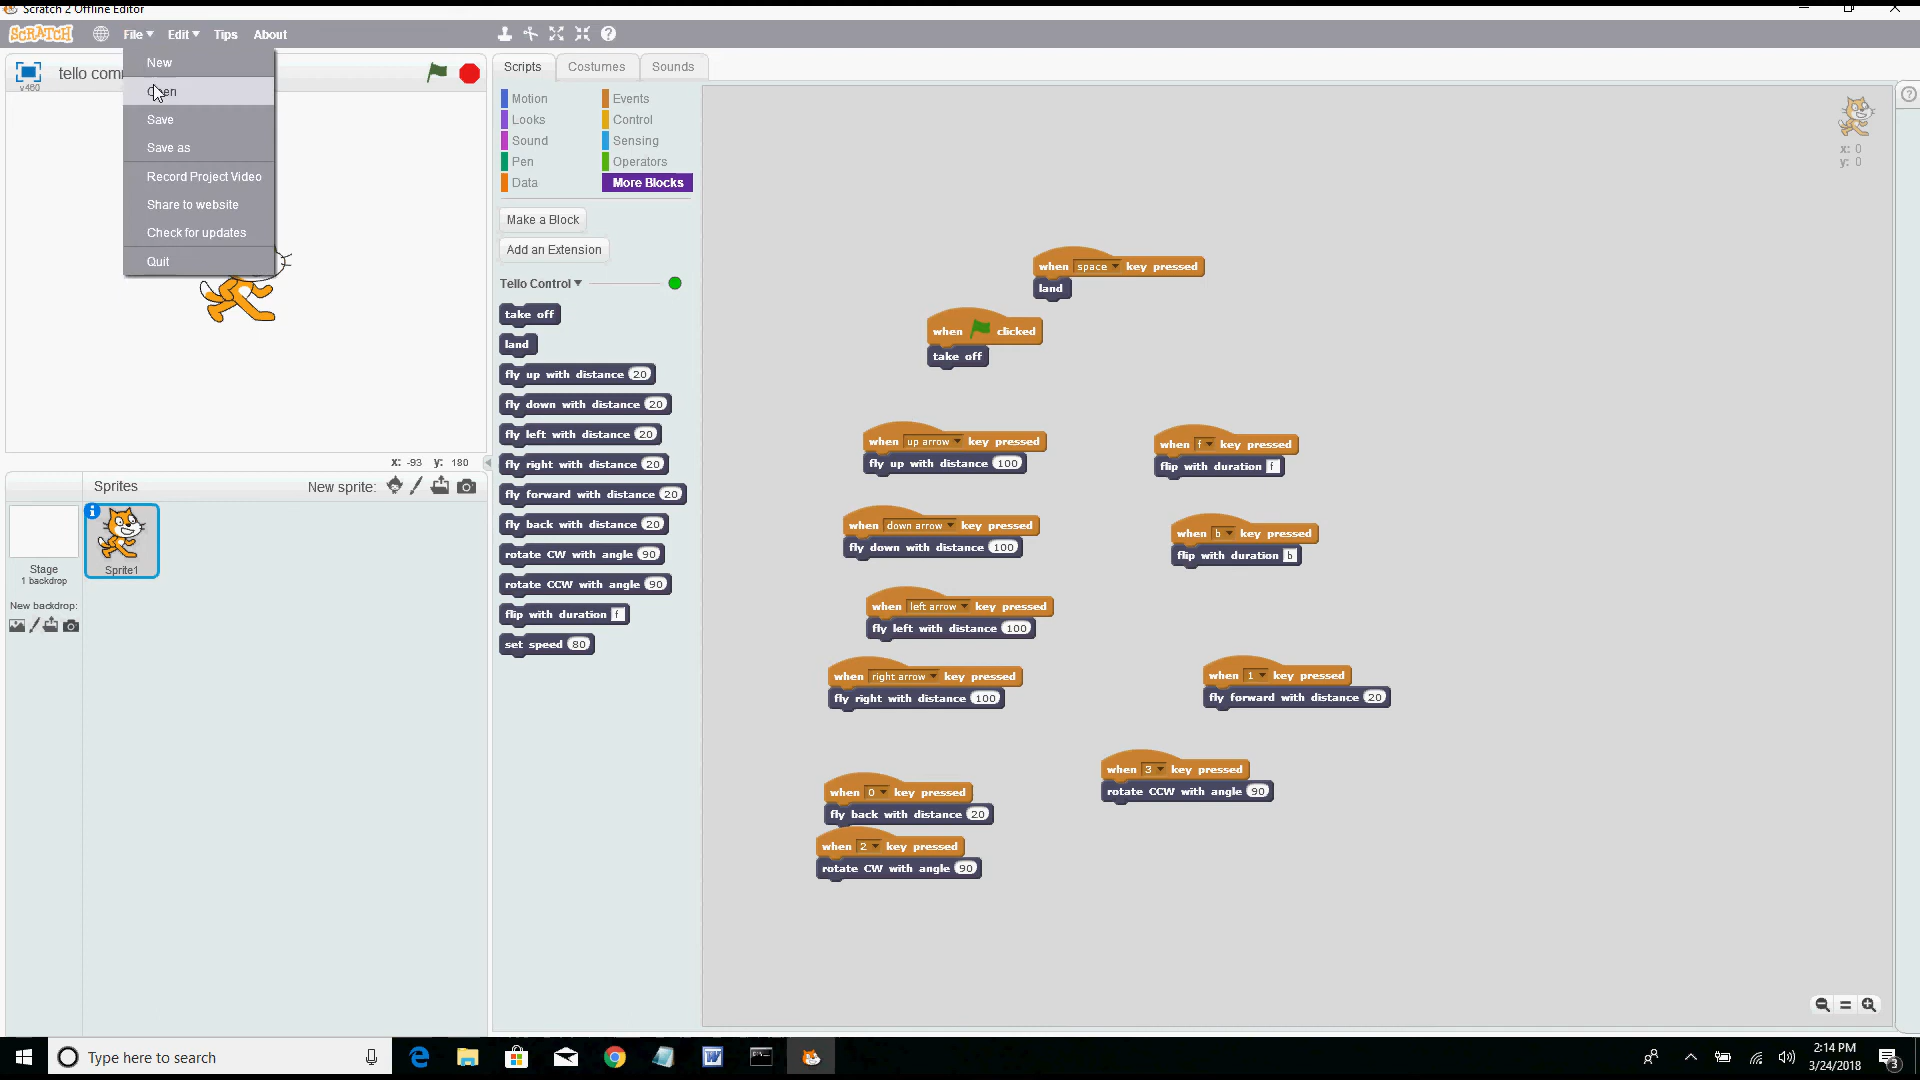 Scratch 2 Offline Editor
SCRATCH File Edit Tips About
v460
tello com
New
Open
Save
Save as
Record Project Video
Share to website
Check for updates
Quit
Scripts Costumes Sounds
Motion Events
Looks Control
Sound Sensing
Pen Operators
Data More Blocks
Make a Block
Add an Extension
Tello Control
take off
land
fly up with distance 20
fly down with distance 20
fly left with distance 20
fly right with distance 20
fly forward with distance 20
fly back with distance 20
rotate CW with angle 90
rotate CCW with angle 90
flip with duration f
set speed 80
x: 0
y: 0
when space key pressed
land
when clicked
take off
when up arrow key pressed
fly up with distance 100
when f key pressed
flip with duration f
when down arrow key pressed
fly down with distance 100
when b key pressed
flip with duration b
when left arrow key pressed
fly left with distance 100
when right arrow key pressed
fly right with distance 100
when 1 key pressed
fly forward with distance 20
when 3 key pressed
rotate CCW with angle 90
when 0 key pressed
fly back with distance 20
when 2 key pressed
rotate CW with angle 90
x: -93 y: 180
Sprites New sprite:
Stage
1 backdrop
New backdrop:
Sprite1
Type here to search
2:14 PM
3/24/2018
3